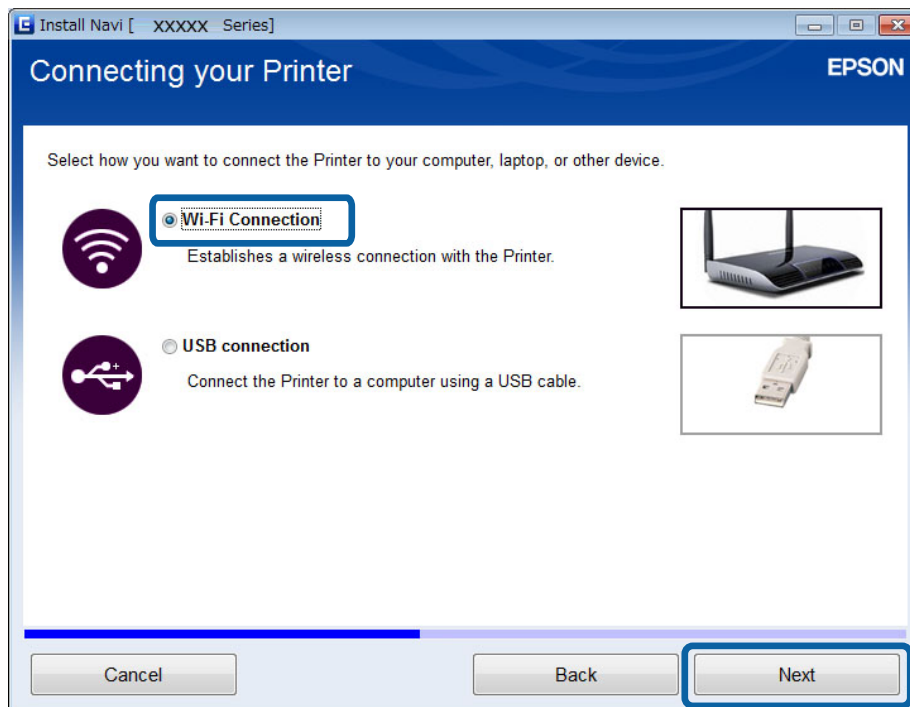 Install Navi [ XXXXX Series]
Connecting your Printer
EPSON
Select how you want to connect the Printer to your computer, laptop, or other device.
Wi-Fi Connection
Establishes a wireless connection with the Printer.
USB connection
Connect the Printer to a computer using a USB cable.
Cancel
Back
Next